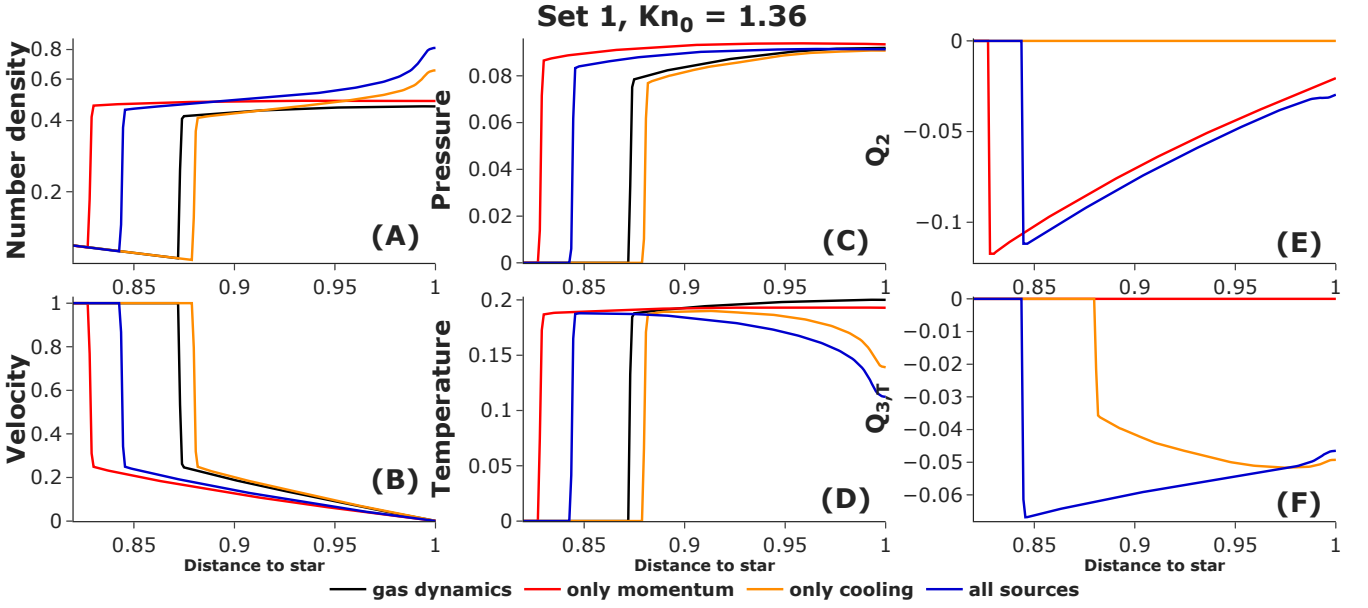 Set 1, Kn₀ = 1.36
Number density
0.8
0.6
0.4
0.2
(A)
0.85
0.9
0.95
1
Pressure
0.08
0.06
0.04
0.02
0
(C)
0.85
0.9
0.95
1
Q₂
0
−0.05
−0.1
(E)
0.85
0.9
0.95
1
Velocity
1
0.8
0.6
0.4
0.2
0
(B)
0.85
0.9
0.95
1
Distance to star
Temperature
0.2
0.15
0.1
0.05
0
(D)
0.85
0.9
0.95
1
Distance to star
Q₃,T
0
−0.01
−0.02
−0.03
−0.04
−0.05
−0.06
(F)
0.85
0.9
0.95
1
Distance to star
gas dynamics
only momentum
only cooling
all sources